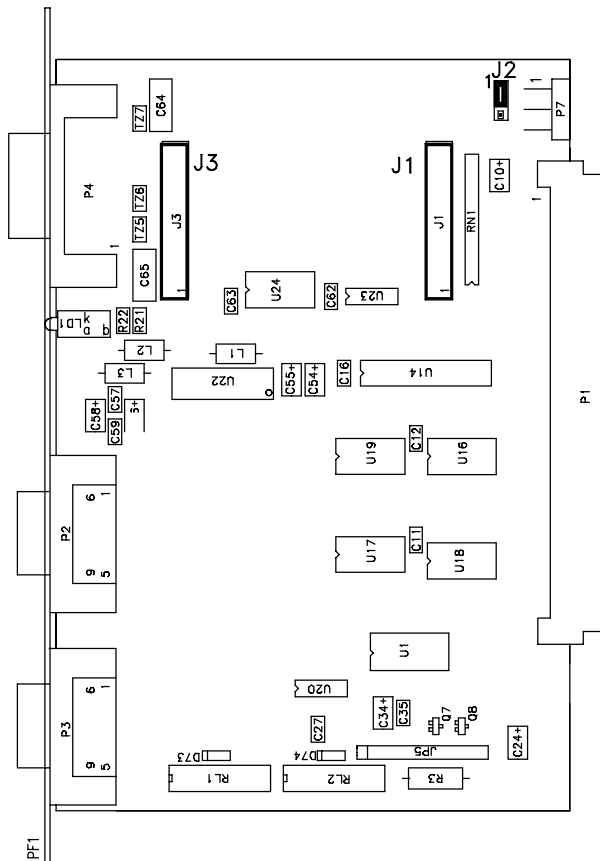 J2
1
1
P7
C64
TZ7
J3
J1
C10+
P4
TZ6
J3
J1
RN1
TZ5
1
1
C65
1
1
U24
C63
C62
U23
LD1
k
a
b
R22
R21
L2
L1
L3
U22
C55+
C54+
C16
U14
P1
C58+
C57
C59
+6
U19
C12
U16
P2
6
1
9
5
U17
C11
U18
U1
P3
6
1
9
5
U20
C27
C34+
C35
Q7
Q8
C24+
D73
D74
JP5
RL1
RL2
R3
PF1